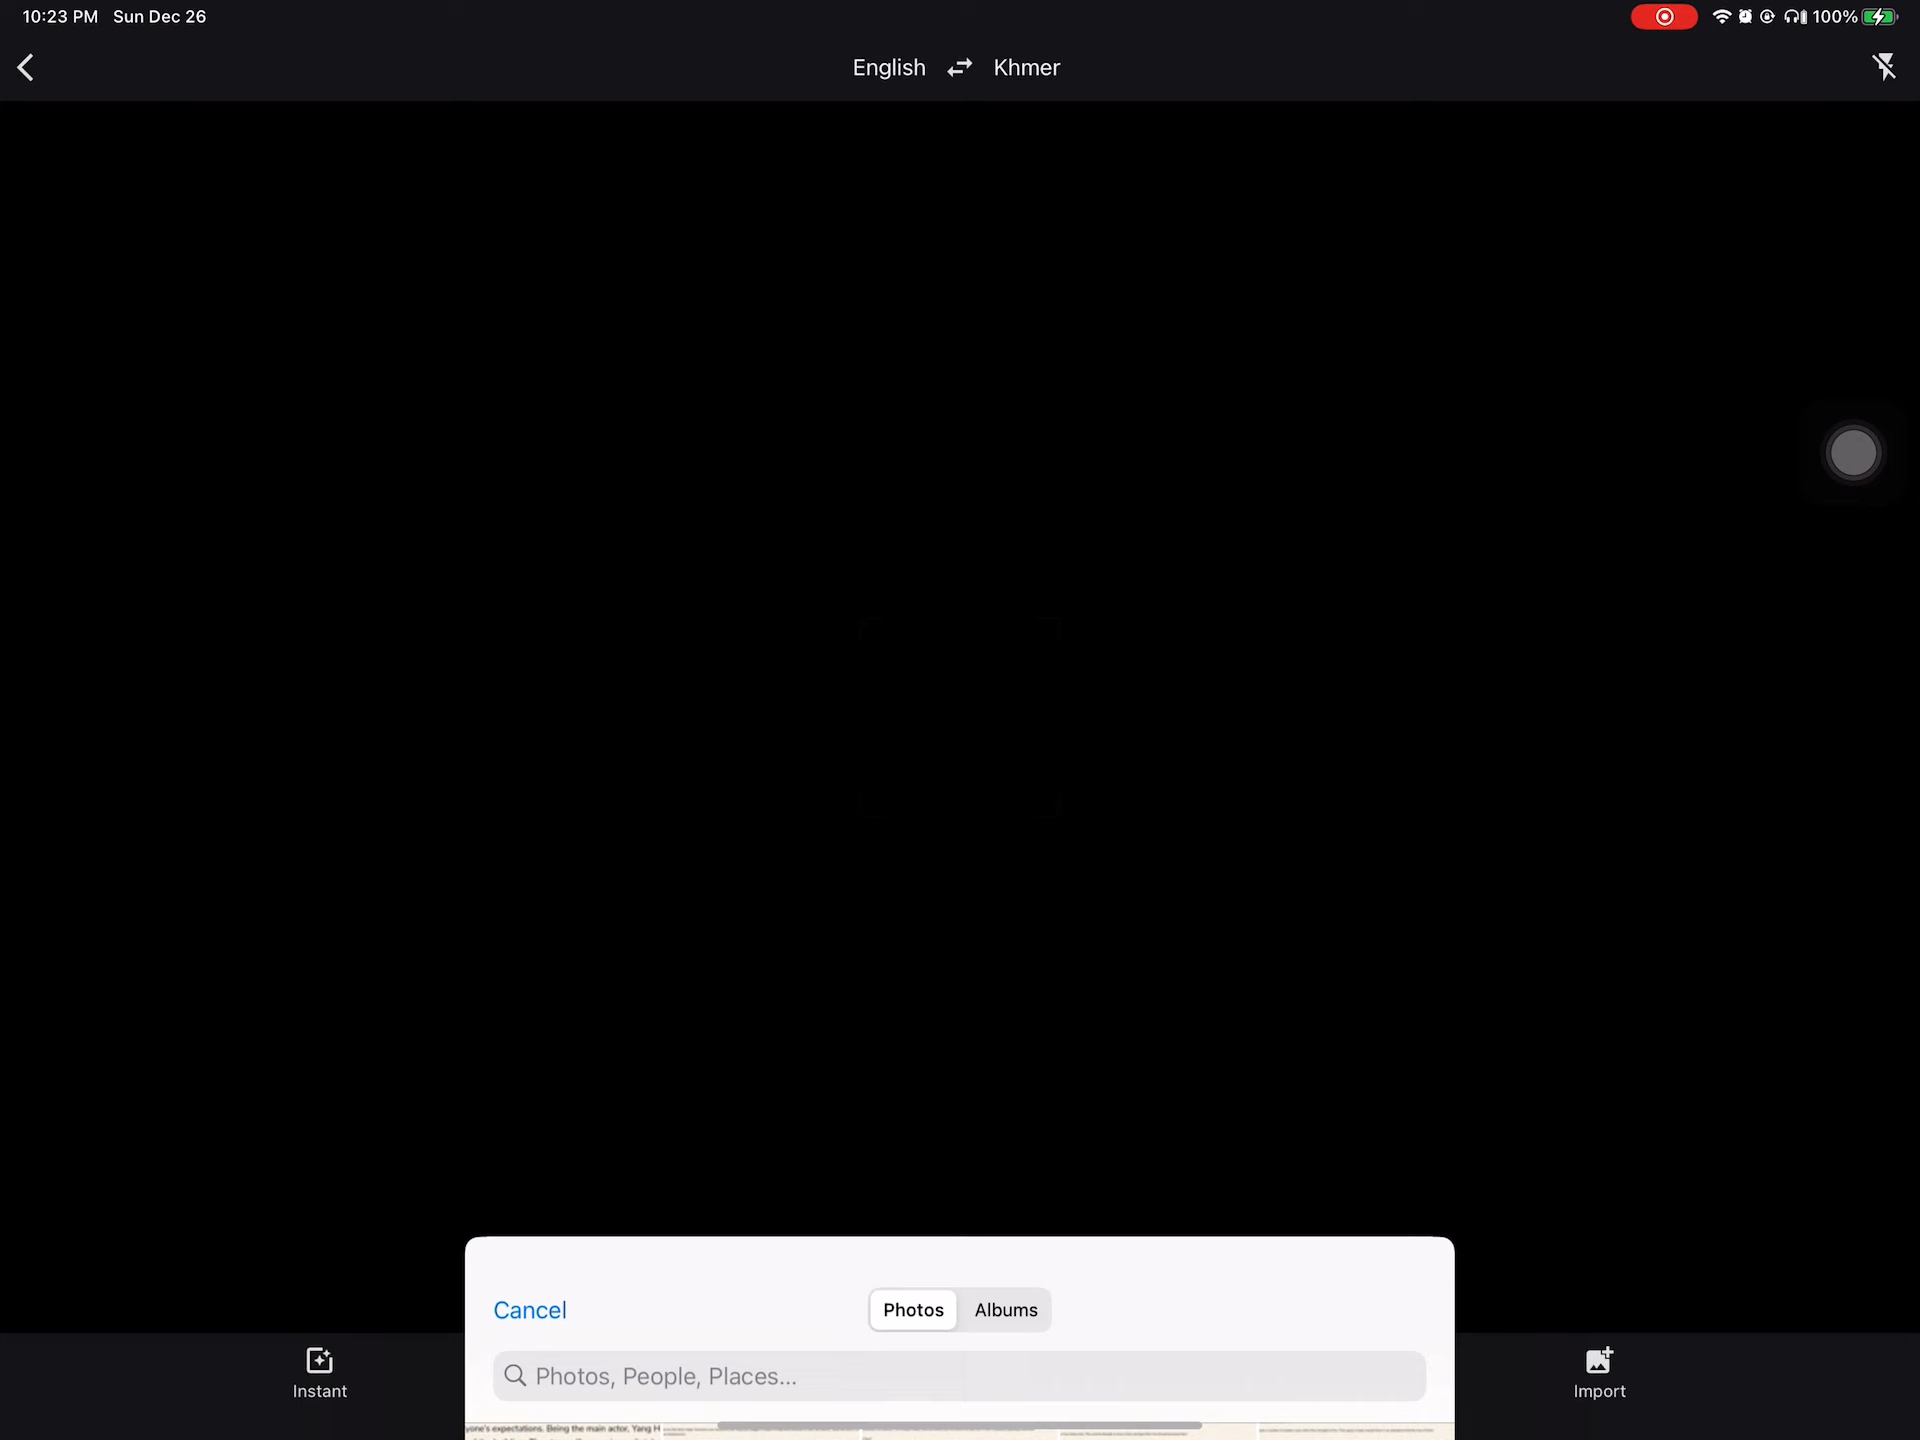 10:23 PM Sun Dec 26
100%
English Khmer
Cancel
Photos Albums
Photos, People, Places...
Instant
Import
yone's expectations. Being the main actor, Yang H